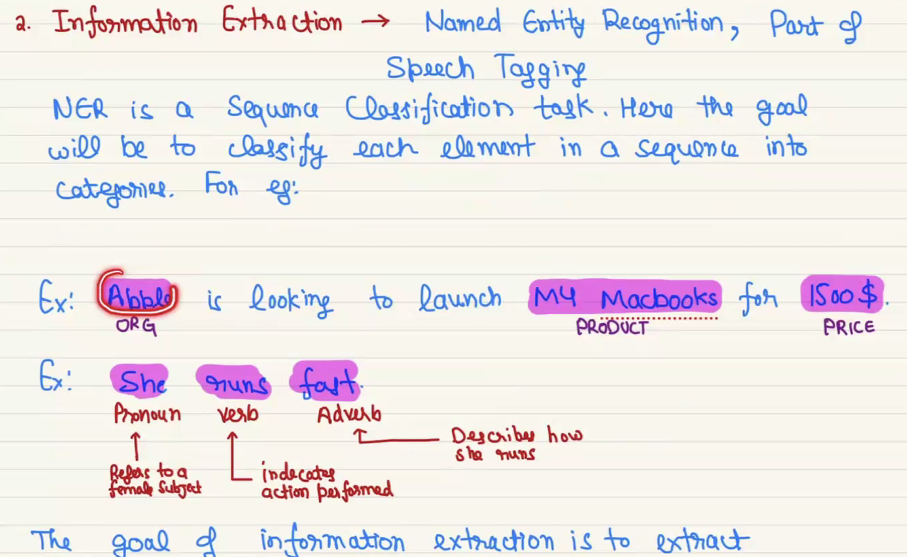 2. Information Extraction → Named Entity Recognition, Part of
Speech Tagging
NER is a Sequence Classification task. Here the goal
will be to classify each element in a sequence into
categories. For eg:
Ex: Apple is looking to launch M4 Macbooks for 1500$.
ORG PRODUCT PRICE
Ex: She runs fast.
Pronoun verb Adverb
Describes how
she runs
Refers to a
female subject
indicates
action performed
The goal of information extraction is to extract